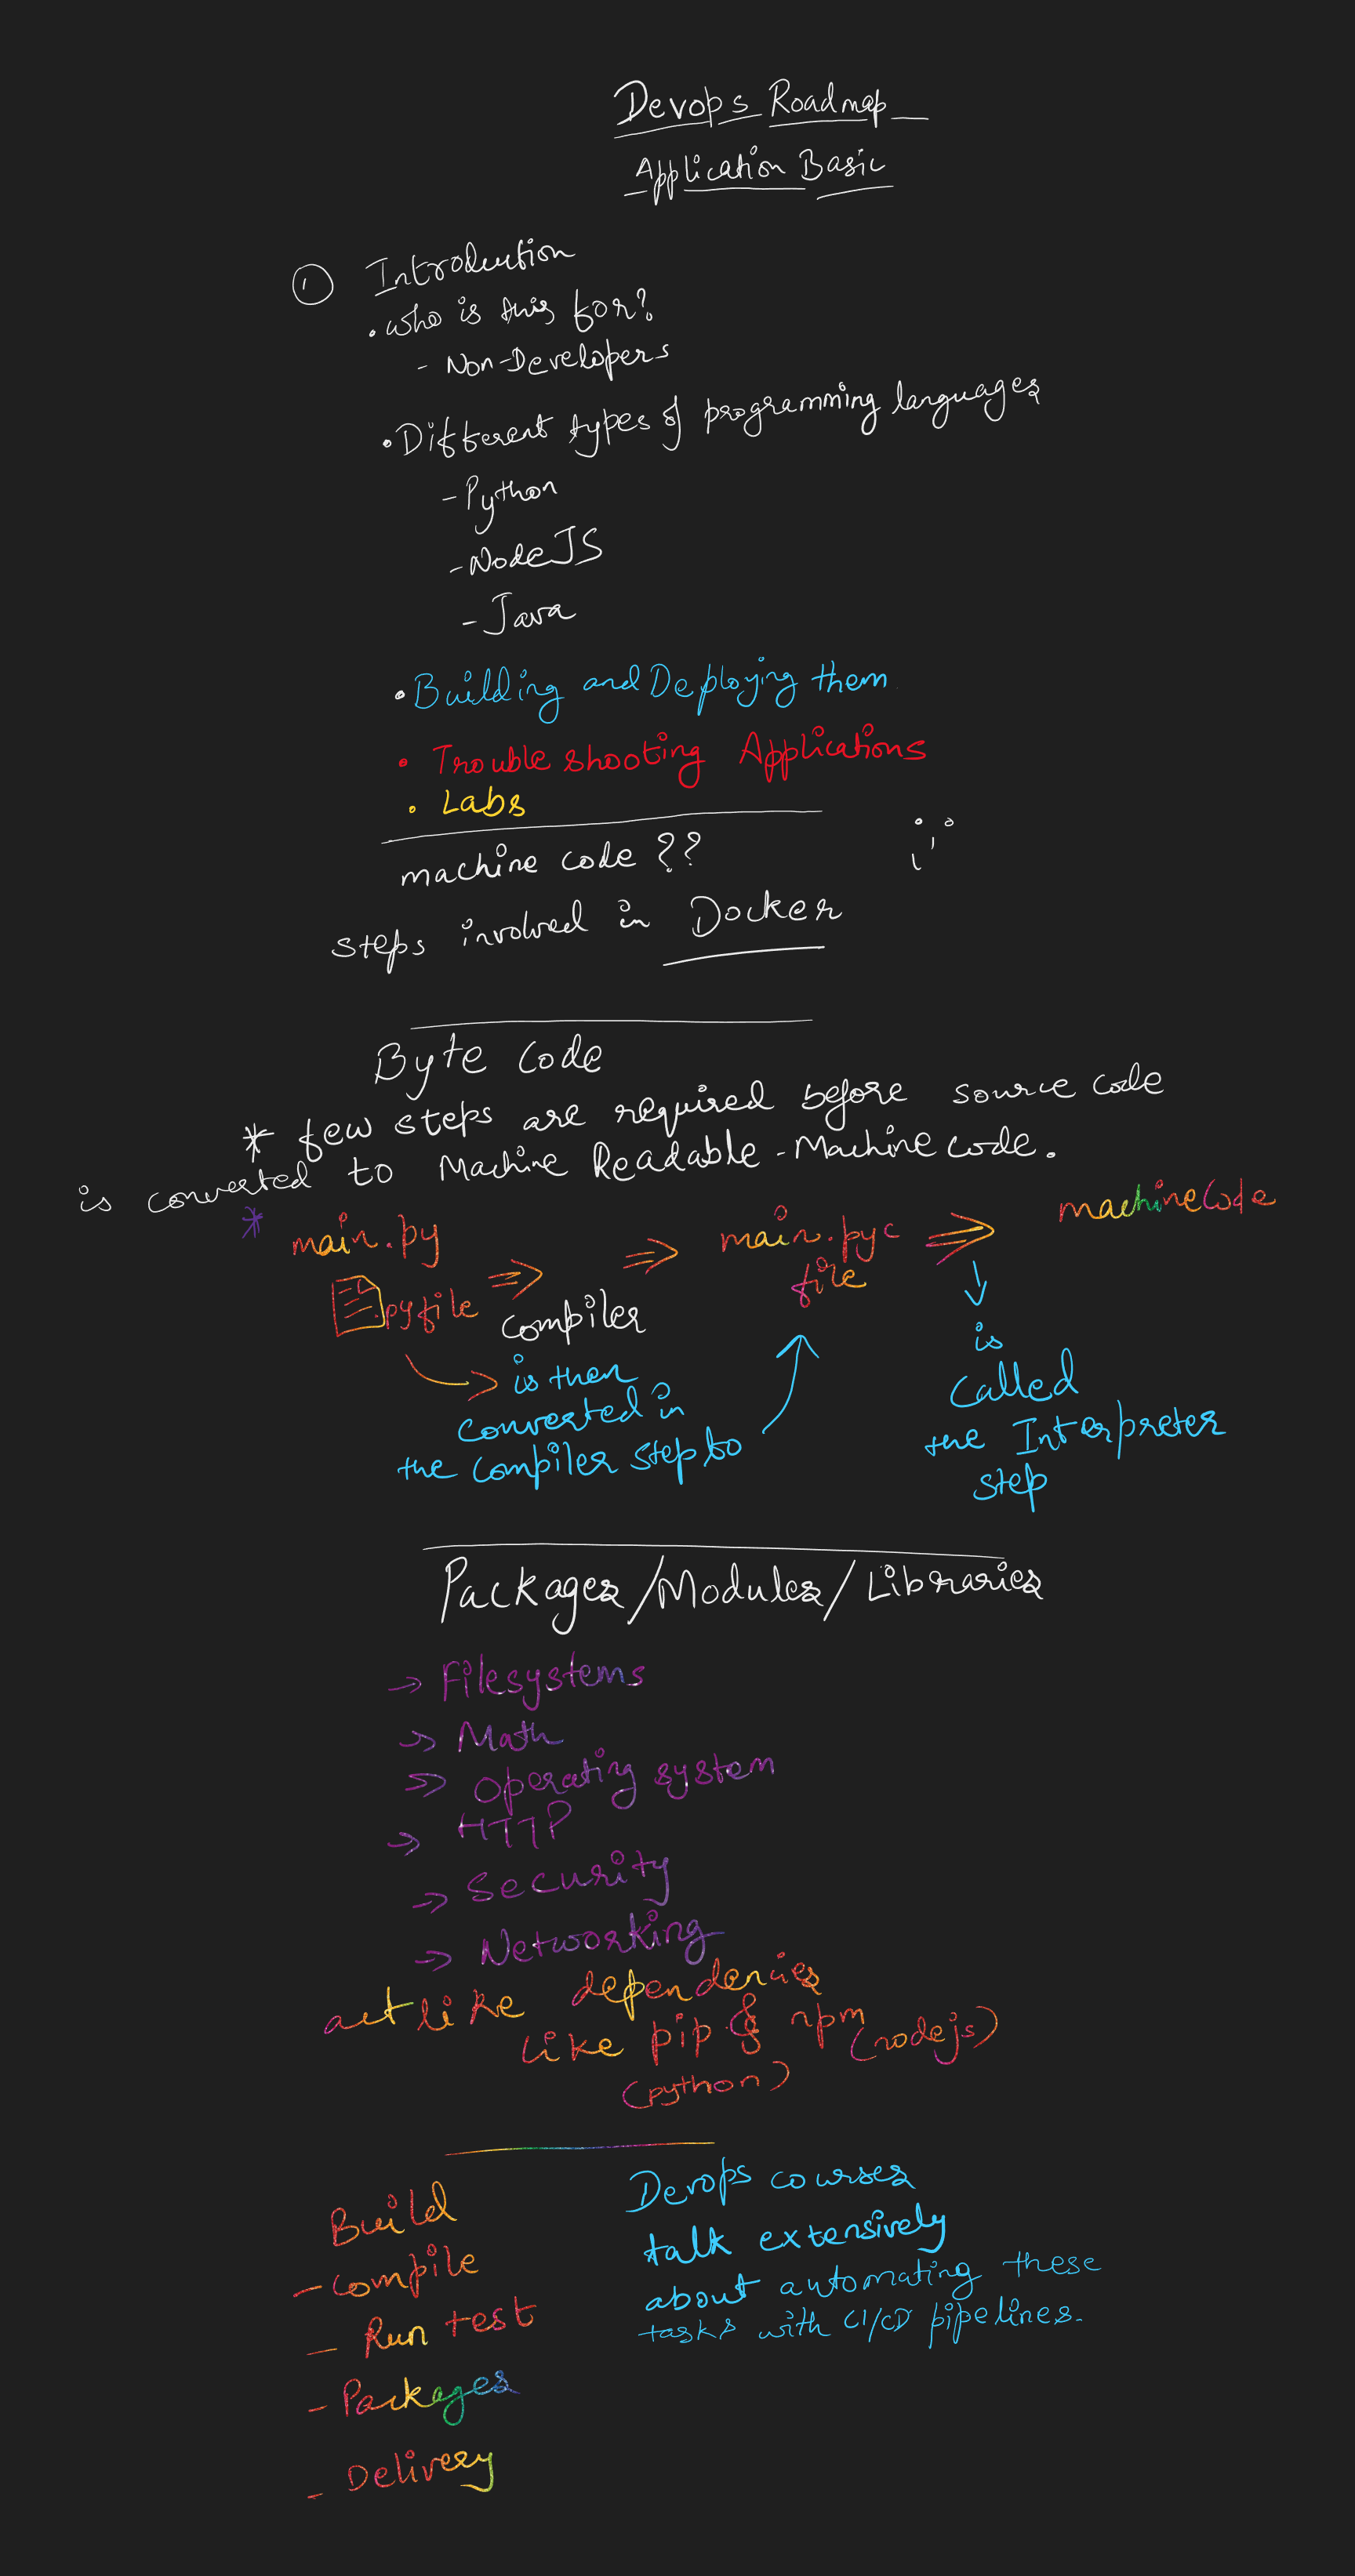 Devops Roadmap
Application Basic
① Introduction
• who is this for?
- Non-Developers
• Different types of programming languages
- Python
- NodeJS
- Java
• Building and Deploying them
• Trouble shooting Applications
• Labs
machine code ??
steps involved in Docker
Byte Code
* few steps are required before source code
is converted to Machine Readable - Machine code.
* main.py ⇒ ⇒ main.pyc file ⇒ machine Code
pyfile
compiler
→ is then
converted in
the compiler step to
↓
is
called
the Interpreter
step
Packages/Modules/Libraries
→ Filesystems
→ Math
→ operating system
→ HTTP
→ Security
→ Networking
act like dependencies
like pip & npm (nodejs)
(python)
Build
- compile
- Run test
- Packages
- Delivery
Devops courses
talk extensively
about automating these
tasks with CI/CD pipelines.